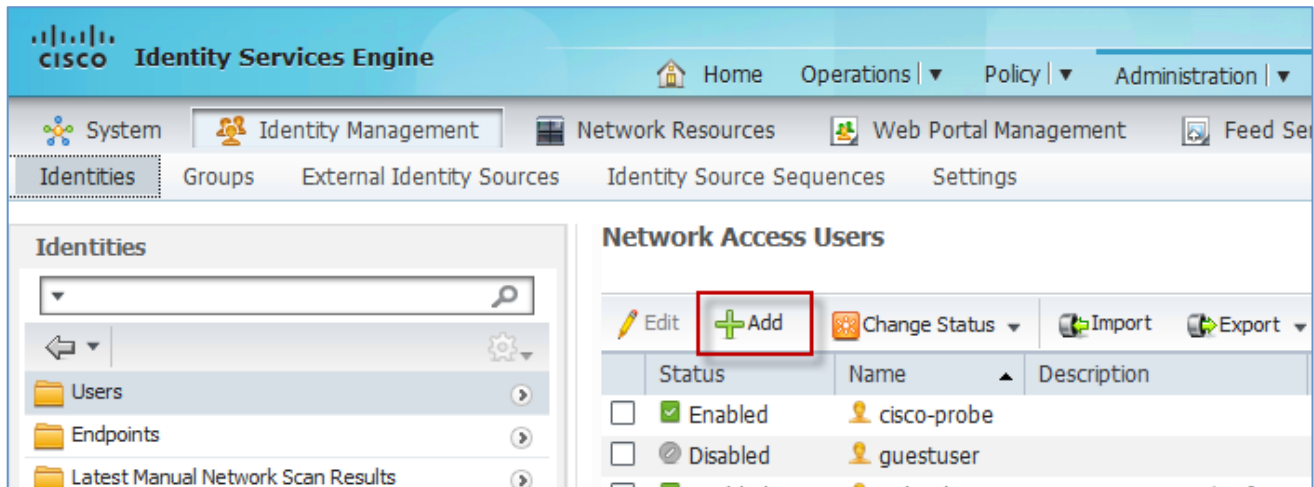 CISCO Identity Services Engine
Home Operations Policy Administration
System Identity Management Network Resources Web Portal Management Feed
Identities Groups External Identity Sources Identity Source Sequences Settings
Identities
Network Access Users
Edit Add Change Status Import Export
Status Name Description
Users
Enabled cisco-probe
Endpoints
Disabled guestuser
Latest Manual Network Scan Results